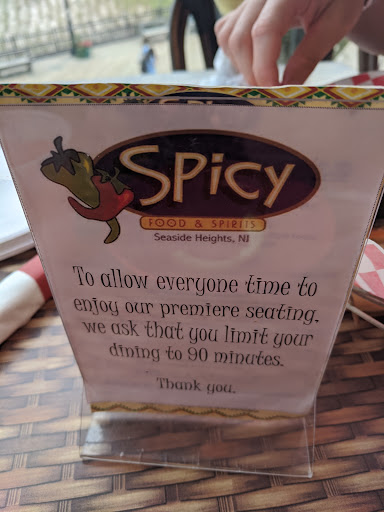 SPicy
FOOD & SPIRITS
Seaside Heights, NJ
To allow everyone time to
enjoy our premiere seating,
we ask that you limit your
dining to 90 minutes.
Thank you.